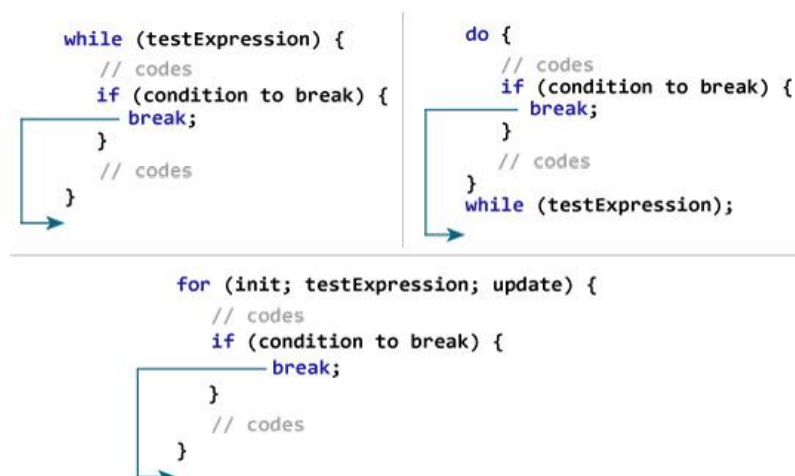 while (testExpression) {
// codes
if (condition to break) {
break;
}
// codes
}
do {
// codes
if (condition to break) {
break;
}
// codes
}
while (testExpression);
for (init; testExpression; update) {
// codes
if (condition to break) {
break;
}
// codes
}